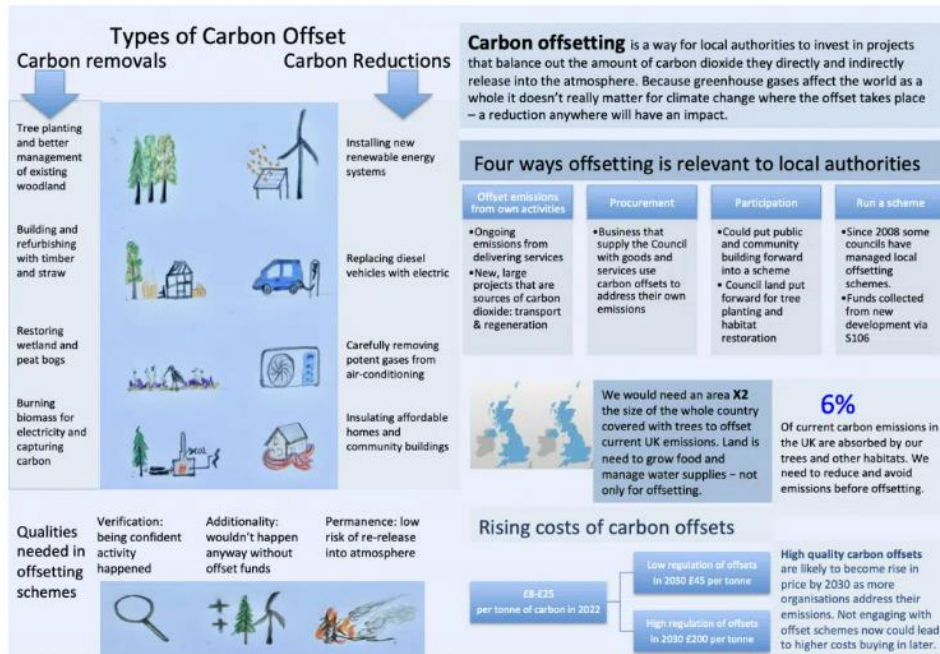 Types of Carbon Offset
Carbon removals
Carbon Reductions
Tree planting
and better
management
of existing
woodland
Installing new
renewable energy
systems
Building and
refurbishing
with timber
and straw
Replacing diesel
vehicles with electric
Restoring
wetland and
peat bogs
Carefully removing
potent gases from
air-conditioning
Burning
biomass for
electricity and
capturing
carbon
Insulating affordable
homes and
community buildings
Qualities
needed in
offsetting
schemes
Verification:
being confident
activity
happened
Additionality:
wouldn't happen
anyway without
offset funds
Permanence: low
risk of re-release
into atmosphere
Carbon offsetting is a way for local authorities to invest in projects
that balance out the amount of carbon dioxide they directly and indirectly
release into the atmosphere. Because greenhouse gases affect the world as a
whole it doesn't really matter for climate change where the offset takes place
– a reduction anywhere will have an impact.
Four ways offsetting is relevant to local authorities
Offset emissions
from own activities
•Ongoing
emissions from
delivering services
•New, large
projects that are
sources of carbon
dioxide: transport
& regeneration
Procurement
•Business that
supply the Council
with goods and
services use
carbon offsets to
address their own
emissions
Participation
•Could put public
and community
building forward
into a scheme
• Council land put
forward for tree
planting and
habitat
restoration
Run a scheme
•Since 2008 some
councils have
managed local
offsetting
schemes.
•Funds collected
from new
development via
S106
We would need an area X2
the size of the whole country
covered with trees to offset
current UK emissions. Land is
need to grow food and
manage water supplies – not
only for offsetting.
6%
Of current carbon emissions in
the UK are absorbed by our
trees and other habitats. We
need to reduce and avoid
emissions before offsetting.
Rising costs of carbon offsets
£8-£25
per tonne of carbon in 2022
Low regulation of offsets
In 2030 £45 per tonne
High regulation of offsets
in 2030 £200 per tonne
High quality carbon offsets
are likely to become rise in
price by 2030 as more
organisations address their
emissions. Not engaging with
offset schemes now could lead
to higher costs buying in later.